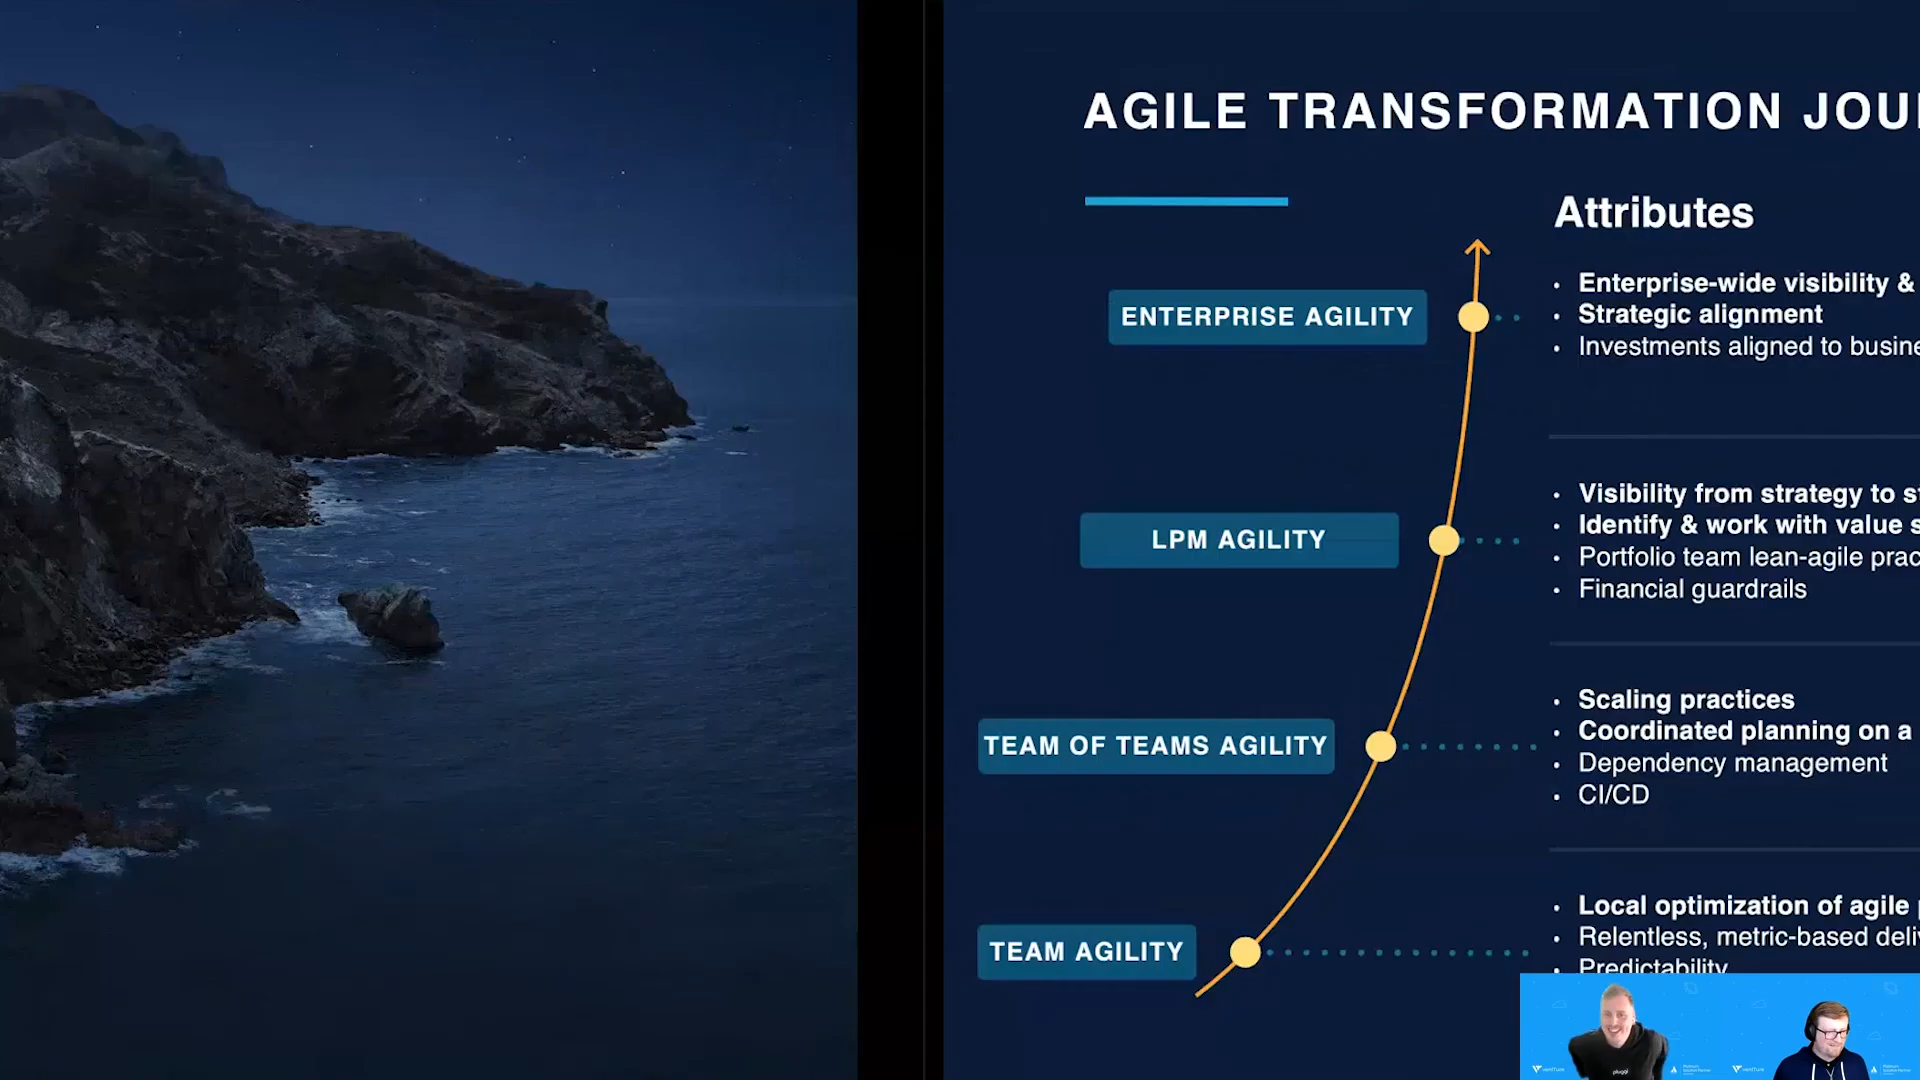 AGILE TRANSFORMATION JOU
Attributes
ENTERPRISE AGILITY
• Enterprise-wide visibility &
• Strategic alignment
• Investments aligned to busine
LPM AGILITY
• Visibility from strategy to st
• Identify & work with value s
• Portfolio team lean-agile prac
• Financial guardrails
TEAM OF TEAMS AGILITY
• Scaling practices
• Coordinated planning on a
• Dependency management
• CI/CD
TEAM AGILITY
• Local optimization of agile
• Relentless, metric-based deliv
• Predictability